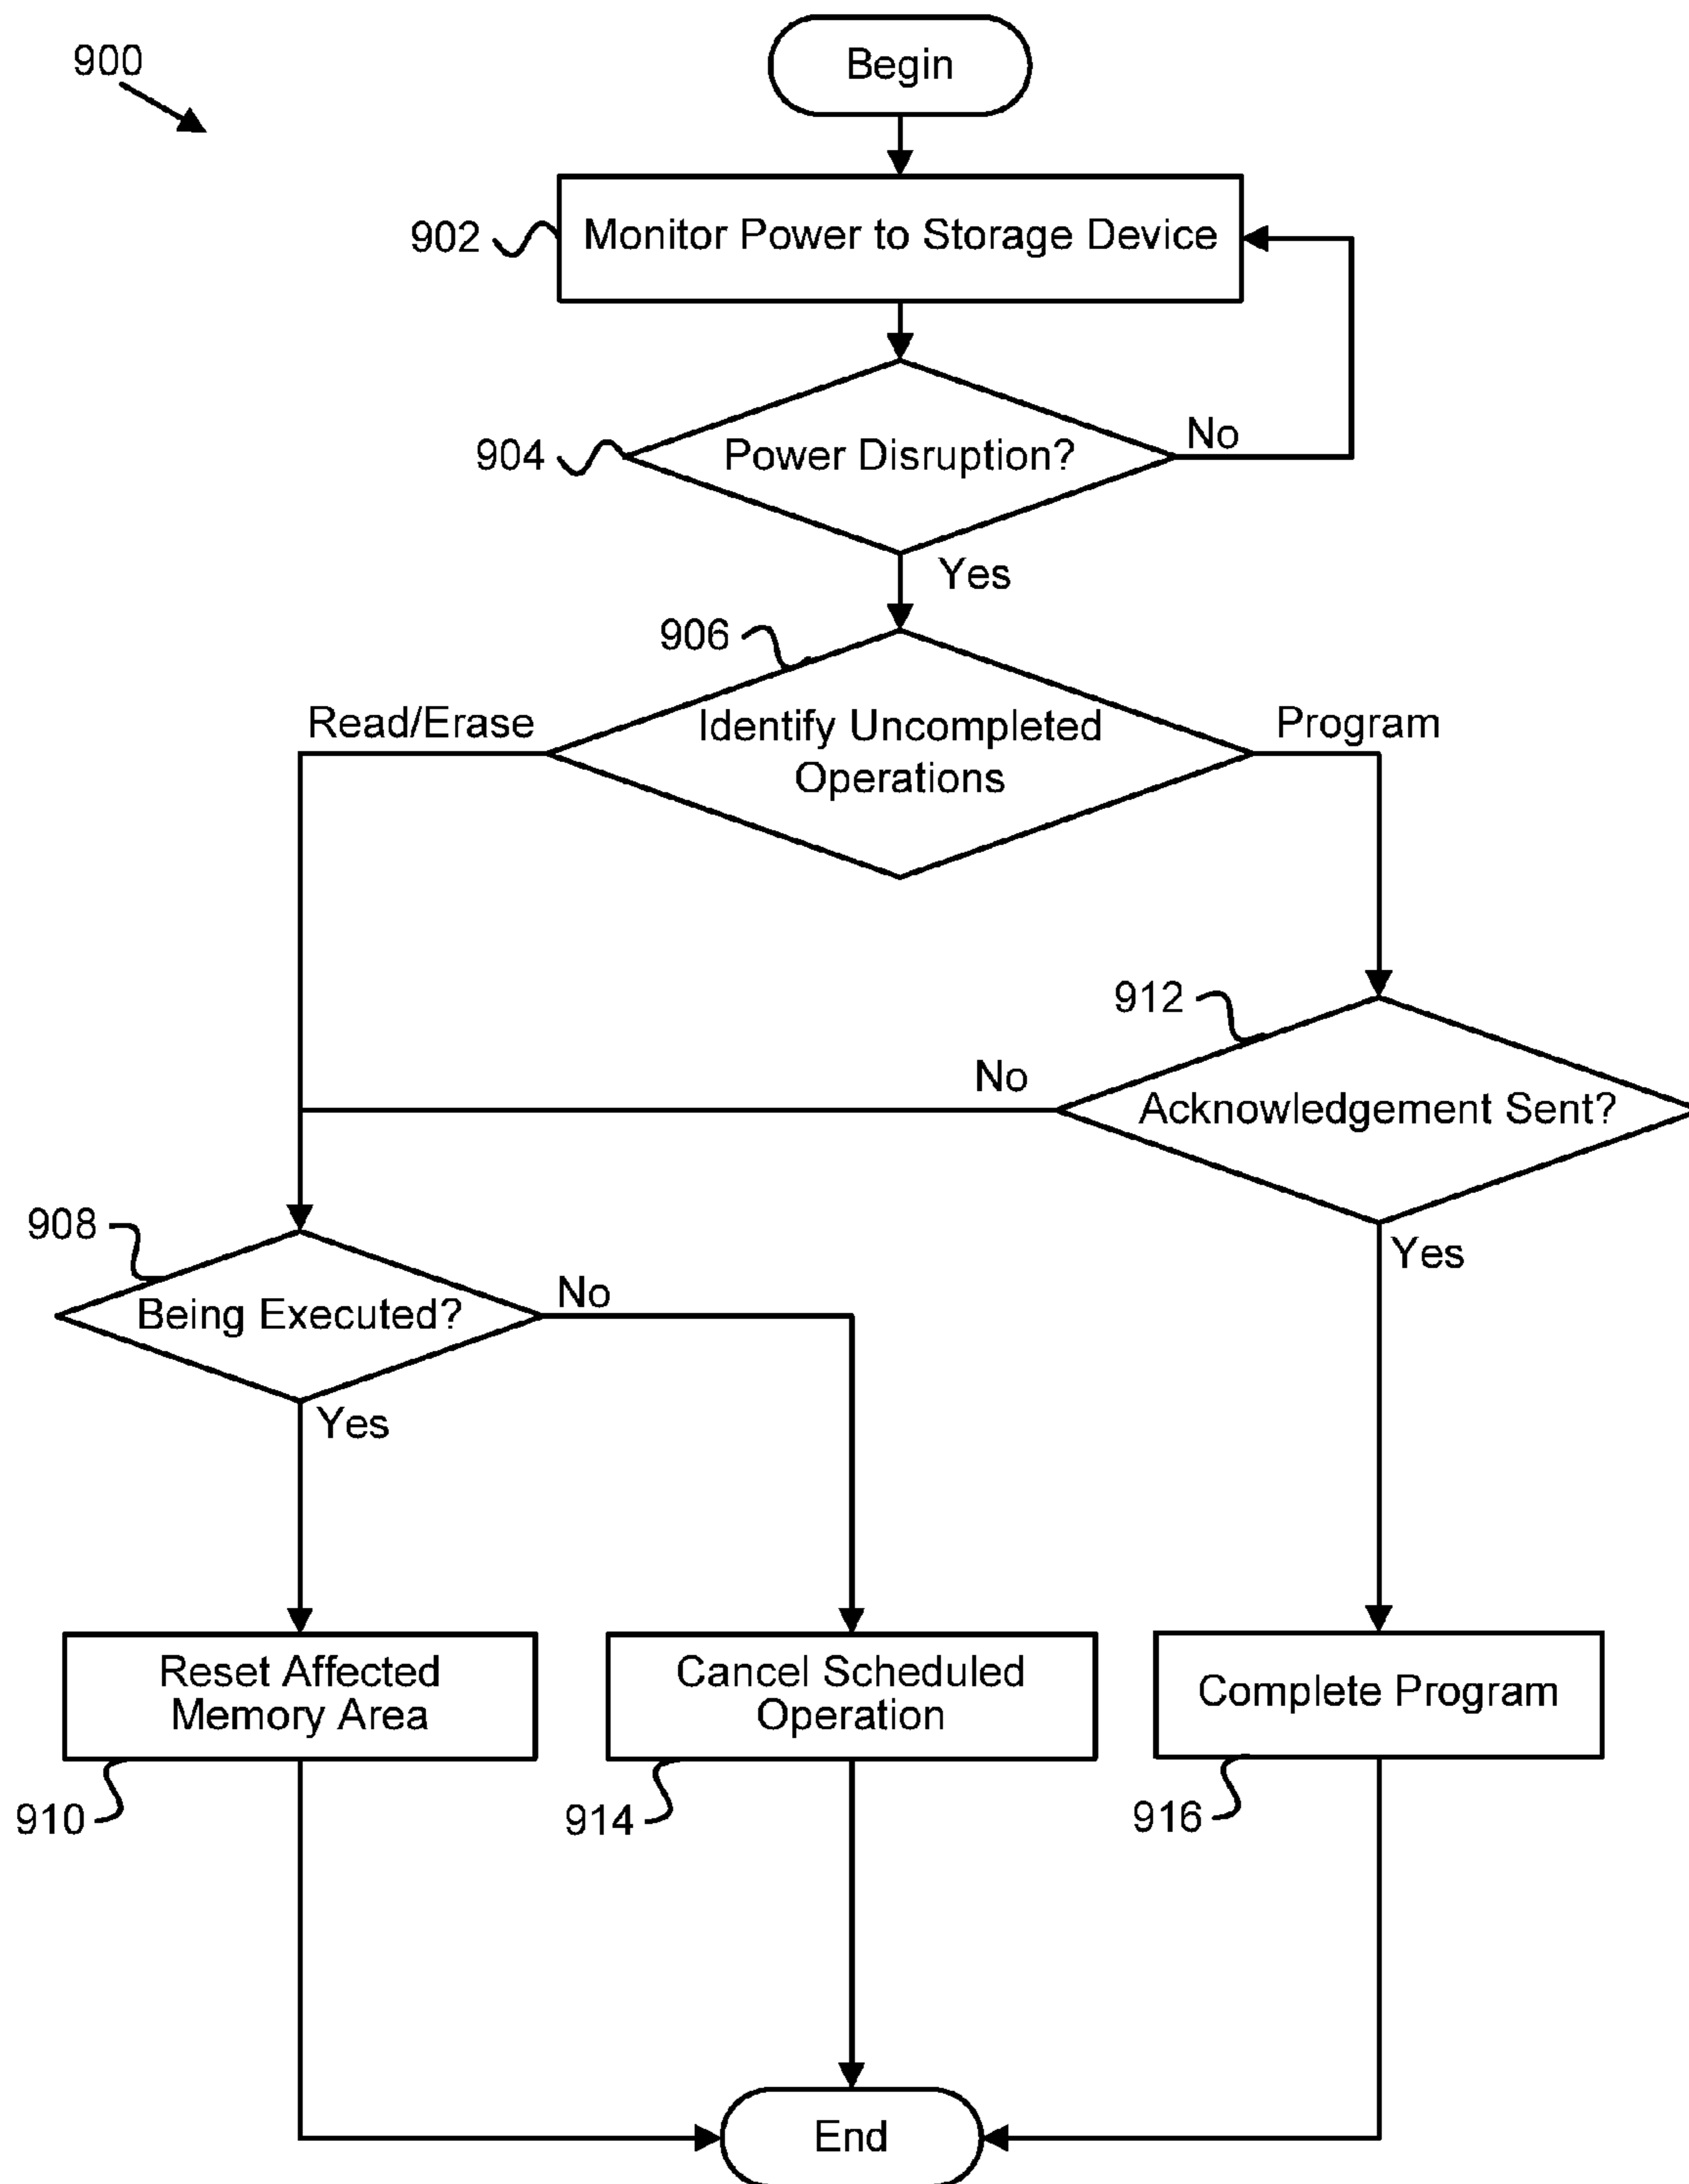 900
Begin
902
Monitor Power to Storage Device
904
Power Disruption?
No
Yes
906
Identify Uncompleted
Operations
Read/Erase
Program
912
Acknowledgement Sent?
No
Yes
908
Being Executed?
No
Yes
Reset Affected
Memory Area
910
Cancel Scheduled
Operation
914
Complete Program
916
End